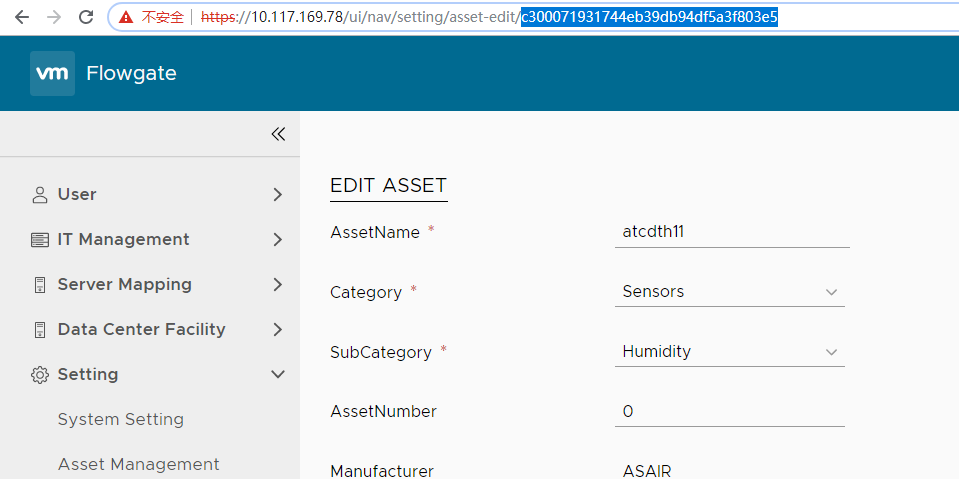 不安全 https://10.117.169.78/ui/nav/setting/asset-edit/c300071931744eb39db94df5a3f803e5
vm Flowgate
User
IT Management
Server Mapping
Data Center Facility
Setting
System Setting
Asset Management
EDIT ASSET
AssetName * atcdth11
Category * Sensors
SubCategory * Humidity
AssetNumber 0
Manufacturer ASAIR